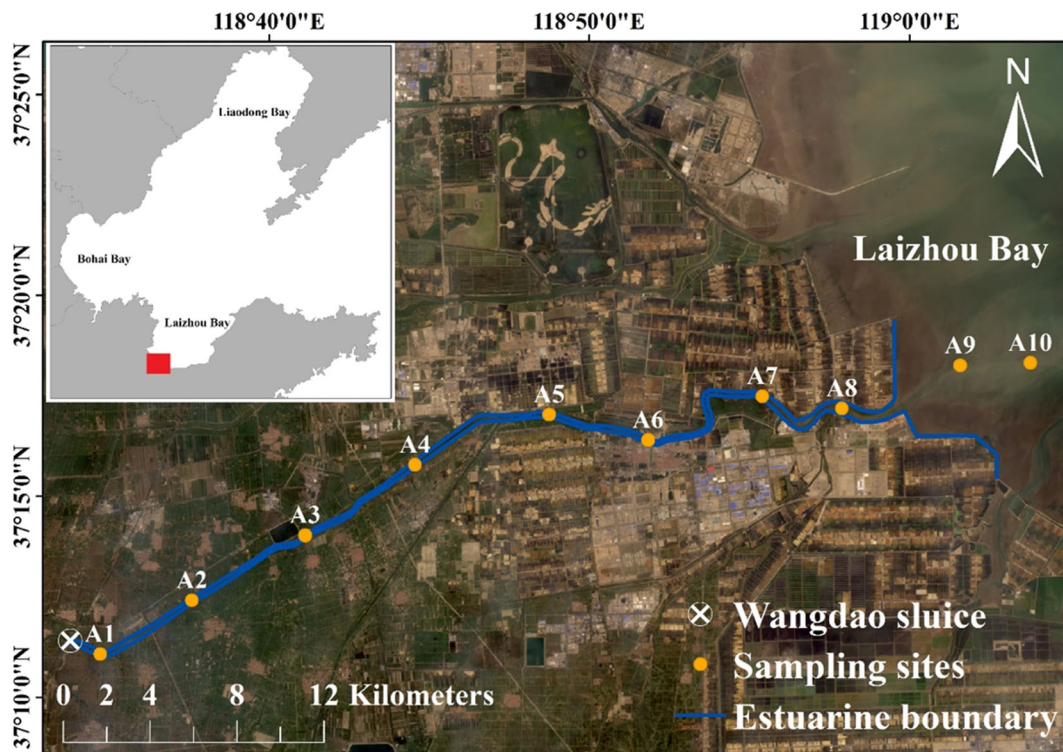 118°40'0"E
118°50'0"E
119°0'0"E
37°25'0"N
37°20'0"N
37°15'0"N
37°10'0"N
Liaodong Bay
Bohai Bay
Laizhou Bay
N
Laizhou Bay
A9
A10
A7
A8
A5
A6
A4
A3
A2
A1
Wangdao sluice
Sampling sites
Estuarine boundary
0 2 4 8 12 Kilometers